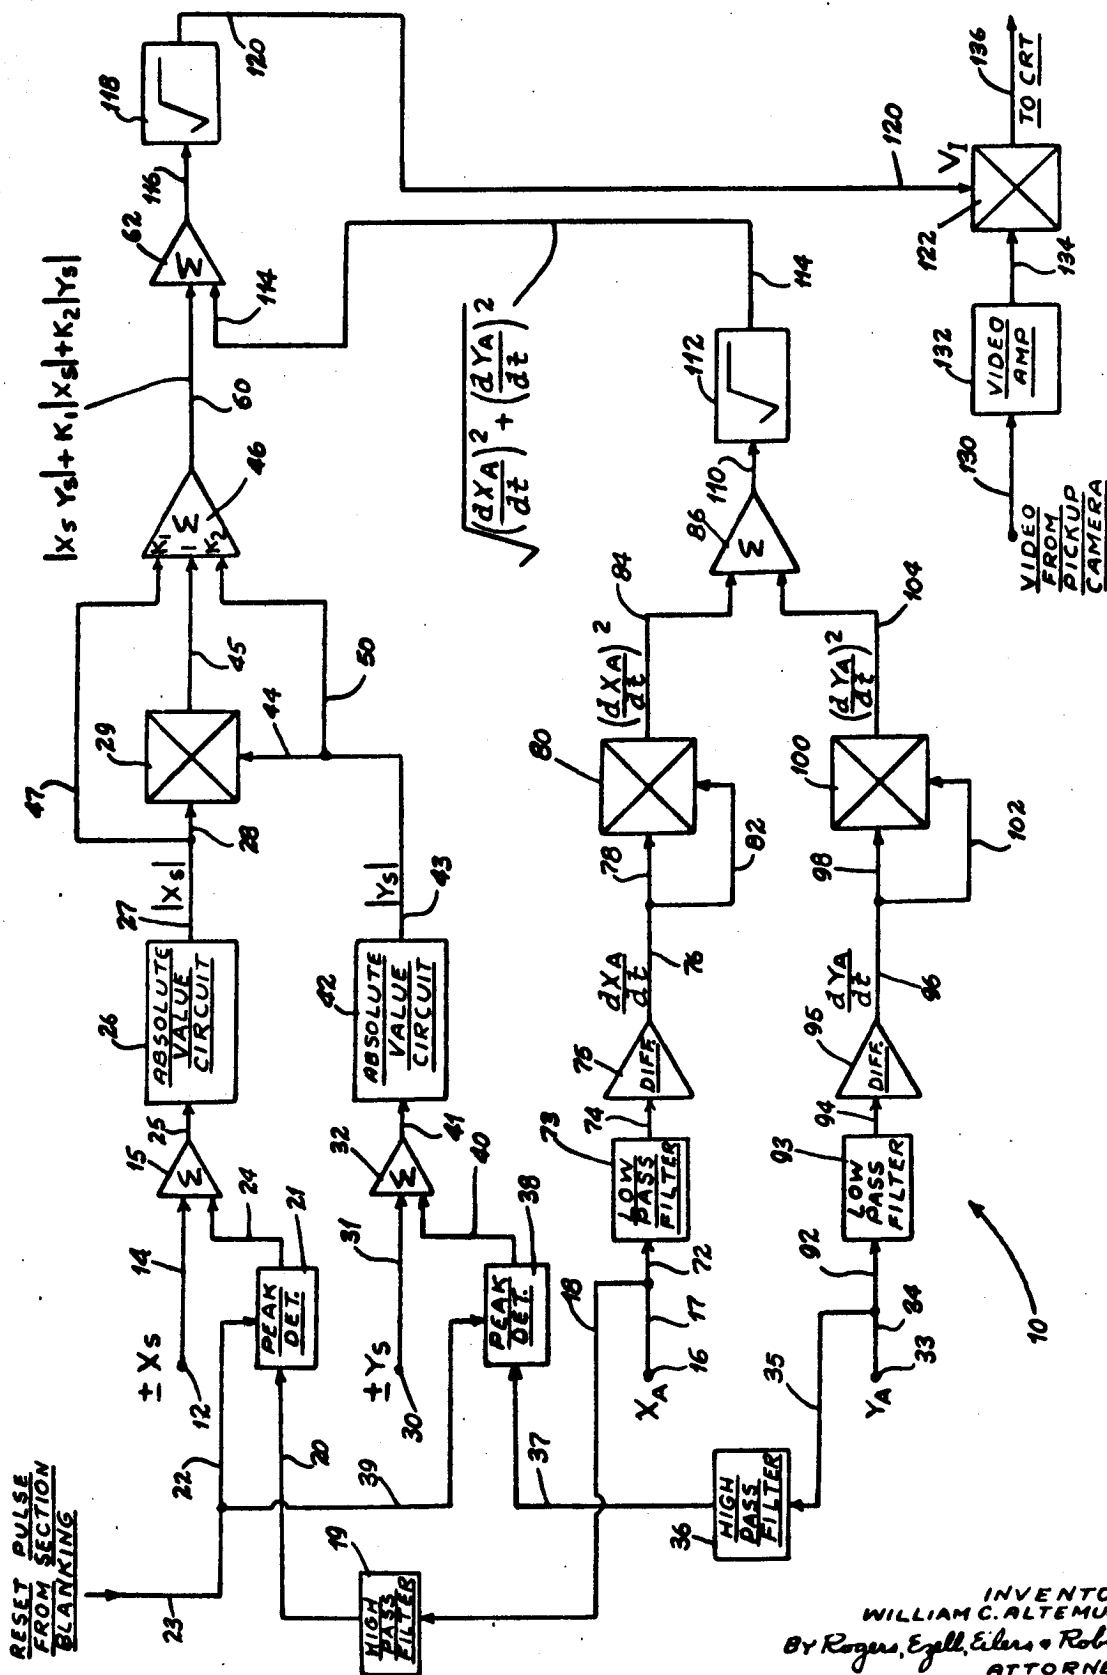 RESET PULSE
FROM SECTION
BLANKING
23
22
± Xs
12
14
15
25
26
ABSOLUTE
VALUE
CIRCUIT
27
|Xs|
28
47
29
45
K1
1
K2
Σ
46
60
|Xs Ys|+K1|Xs|+K2|Ys|
62
Σ
114
116
118
√
120
24
21
PEAK
DET.
20
39
± Ys
30
31
32
Σ
41
42
ABSOLUTE
VALUE
CIRCUIT
43
|Ys|
44
50
40
38
PEAK
DET.
37
19
HIGH
PASS
FILTER
18
XA
16
17
72
73
LOW
PASS
FILTER
74
75
DIFF.
dXA
dt
76
78
82
80
(dXA/dt)²
84
86
Σ
110
112
√
114
√(dXA/dt)²+(dYA/dt)²
36
HIGH
PASS
FILTER
35
YA
33
34
92
93
LOW
PASS
FILTER
94
95
DIFF.
dYA
dt
96
98
102
100
(dYA/dt)²
104
10
VIDEO
FROM
PICKUP
CAMERA
130
132
VIDEO
AMP
134
122
VI
120
136
TO CRT
INVENTO
WILLIAM C. ALTEMU
BY Rogers, Ezell, Eilers & Rob
ATTORNE